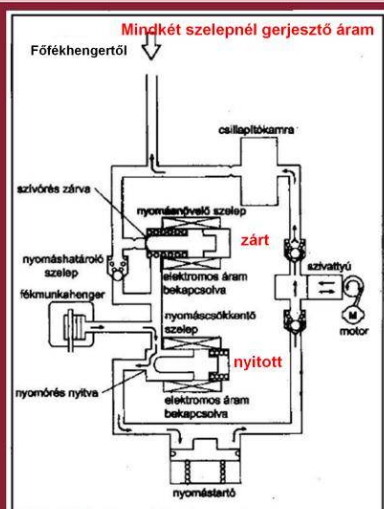 Mindkét szelepnél gerjesztő áram
Főfékhengertől
csillapítókamra
szívórés zárva
nyomásnövelő szelep
zárt
nyomáshatároló
szelep
elektromos áram
bekapcsolva
szivattyú
fékmunkahenger
nyomáscsökkentő
szelep
M
motor
nyitott
nyomórés nyitva
elektromos áram
bekapcsolva
nyomástartó